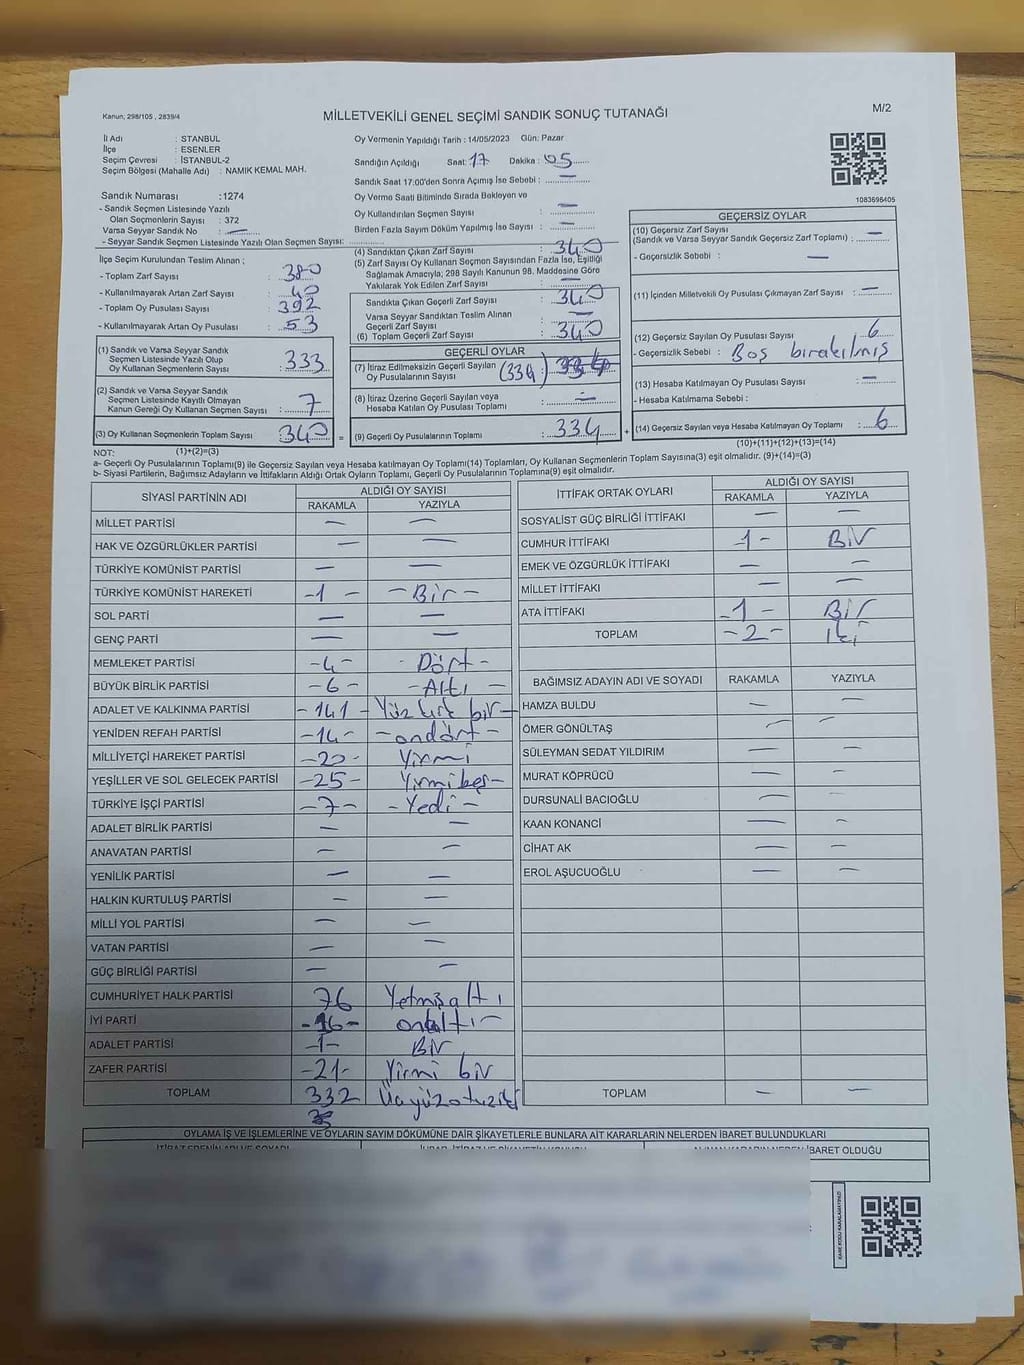 Kanun; 298/105 , 2839/4
MİLLETVEKİLİ GENEL SEÇİMİ SANDIK SONUÇ TUTANAĞI
M/2
İl Adı : STANBUL
İlçe : ESENLER
Seçim Çevresi : İSTANBUL-2
Seçim Bölgesi (Mahalle Adı) : NAMIK KEMAL MAH.
Sandık Numarası :1274
- Sandık Seçmen Listesinde Yazılı
Olan Seçmenlerin Sayısı : 372
Varsa Seyyar Sandık No : —
- Seyyar Sandık Seçmen Listesinde Yazılı Olan Seçmen Sayısı:
Oy Vermenin Yapıldığı Tarih : 14/05/2023 Gün: Pazar
Sandığın Açıldığı Saat: 17 Dakika : 05
Sandık Saat 17:00'den Sonra Açımış İse Sebebi : —
Oy Verme Saati Bitiminde Sırada Bekleyen ve
Oy Kullandırılan Seçmen Sayısı : —
Birden Fazla Sayım Döküm Yapılmış İse Sayısı : —
1083696405
İlçe Seçim Kurulundan Teslim Alınan ;
- Toplam Zarf Sayısı : 380
- Kullanılmayarak Artan Zarf Sayısı : 40
- Toplam Oy Pusulası : 392
- Kullanılmayarak Artan Oy Pusulası : 53
(1) Sandık ve Varsa Seyyar Sandık
Seçmen Listesinde Yazılı Olup
Oy Kullanan Seçmenlerin Sayısı : 333
(2) Sandık ve Varsa Seyyar Sandık
Seçmen Listesinde Kayıtlı Olmayan
Kanun Gereği Oy Kullanan Seçmen Sayısı : 7
(3) Oy Kullanan Seçmenlerin Toplam Sayısı : 340 =
(4) Sandıktan Çıkan Zarf Sayısı : 340
(5) Zarf Sayısı Oy Kullanan Seçmen Sayısından Fazla İse, Eşitliği
Sağlamak Amacıyla; 298 Sayılı Kanunun 98. Maddesine Göre
Yakılarak Yok Edilen Zarf Sayısı : —
Sandıkta Çıkan Geçerli Zarf Sayısı : 340
Varsa Seyyar Sandıktan Teslim Alınan
Geçerli Zarf Sayısı : —
(6) Toplam Geçerli Zarf Sayısı : 340
GEÇERLİ OYLAR
(7) İtiraz Edilmeksizin Geçerli Sayılan
Oy Pusulalarının Sayısı (334) : 334
(8) İtiraz Üzerine Geçerli Sayılan veya
Hesaba Katılan Oy Pusulası Toplamı : —
(9) Geçerli Oy Pusulalarının Toplamı : 334 +
GEÇERSİZ OYLAR
(10) Geçersiz Zarf Sayısı
(Sandık ve Varsa Seyyar Sandık Geçersiz Zarf Toplamı) : —
- Geçersizlik Sebebi : —
(11) İçinden Milletvekili Oy Pusulası Çıkmayan Zarf Sayısı : —
(12) Geçersiz Sayılan Oy Pusulası Sayısı : 6
- Geçersizlik Sebebi : Boş bırakılmış
(13) Hesaba Katılmayan Oy Pusulası Sayısı : —
- Hesaba Katılmama Sebebi :
(14) Geçersiz Sayılan veya Hesaba Katılmayan Oy Toplamı : 6
NOT: (1)+(2)=(3)
(10)+(11)+(12)+(13)=(14)
a- Geçerli Oy Pusulalarının Toplamı(9) ile Geçersiz Sayılan veya Hesaba katılmayan Oy Toplamı(14) Toplamları, Oy Kullanan Seçmenlerin Toplam Sayısına(3) eşit olmalıdır. (9)+(14)=(3)
b- Siyasi Partilerin, Bağımsız Adayların ve İttifakların Aldığı Ortak Oyların Toplamı, Geçerli Oy Pusulalarının Toplamına(9) eşit olmalıdır.
SİYASİ PARTİNİN ADI ALDIĞI OY SAYISI
RAKAMLA YAZIYLA
MİLLET PARTİSİ — —
HAK VE ÖZGÜRLÜKLER PARTİSİ — —
TÜRKİYE KOMÜNİST PARTİSİ — —
TÜRKİYE KOMÜNİST HAREKETİ -1 - - Bir -
SOL PARTİ — —
GENÇ PARTİ — —
MEMLEKET PARTİSİ -4- - Dört -
BÜYÜK BİRLİK PARTİSİ -6- - Altı -
ADALET VE KALKINMA PARTİSİ -141- Yüz kırk bir -
YENİDEN REFAH PARTİSİ -14- - ondört -
MİLLİYETÇİ HAREKET PARTİSİ -20- Yirmi
YEŞİLLER VE SOL GELECEK PARTİSİ -25- Yirmibeş -
TÜRKİYE İŞÇİ PARTİSİ -7- - Yedi -
ADALET BİRLİK PARTİSİ — —
ANAVATAN PARTİSİ — —
YENİLİK PARTİSİ — —
HALKIN KURTULUŞ PARTİSİ — —
MİLLİ YOL PARTİSİ — —
VATAN PARTİSİ — —
GÜÇ BİRLİĞİ PARTİSİ — —
CUMHURİYET HALK PARTİSİ 76 Yetmişaltı
İYİ PARTİ -16- onaltı -
ADALET PARTİSİ -1- Bir
ZAFER PARTİSİ -21- Yirmi bir
TOPLAM 332 Üçyüzotuziki
İTTİFAK ORTAK OYLARI ALDIĞI OY SAYISI
RAKAMLA YAZIYLA
SOSYALİST GÜÇ BİRLİĞİ İTTİFAKI — —
CUMHUR İTTİFAKI -1- Bir
EMEK VE ÖZGÜRLÜK İTTİFAKI — —
MİLLET İTTİFAKI — —
ATA İTTİFAKI -1- Bir
TOPLAM -2- İki
BAĞIMSIZ ADAYIN ADI VE SOYADI RAKAMLA YAZIYLA
HAMZA BULDU — —
ÖMER GÖNÜLTAŞ — —
SÜLEYMAN SEDAT YILDIRIM — —
MURAT KÖPRÜCÜ — —
DURSUNALİ BACIOĞLU — —
KAAN KONANCİ — —
CİHAT AK — —
EROL AŞUCUOĞLU — —
TOPLAM — —
OYLAMA İŞ VE İŞLEMLERİNE VE OYLARIN SAYIM DÖKÜMÜNE DAİR ŞİKAYETLERLE BUNLARA AİT KARARLARIN NELERDEN İBARET BULUNDUKLARI
İBARET OLDUĞU
KARE KODU KARALAMAYINIZ!